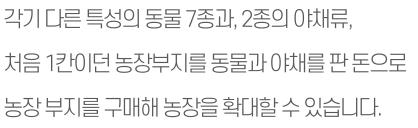 각기 다른 특성의 동물 7종과, 2종의 야채류,
처음 1칸이던 농장부지를 동물과 야채를 판 돈으로
농장 부지를 구매해 농장을 확대할 수 있습니다.